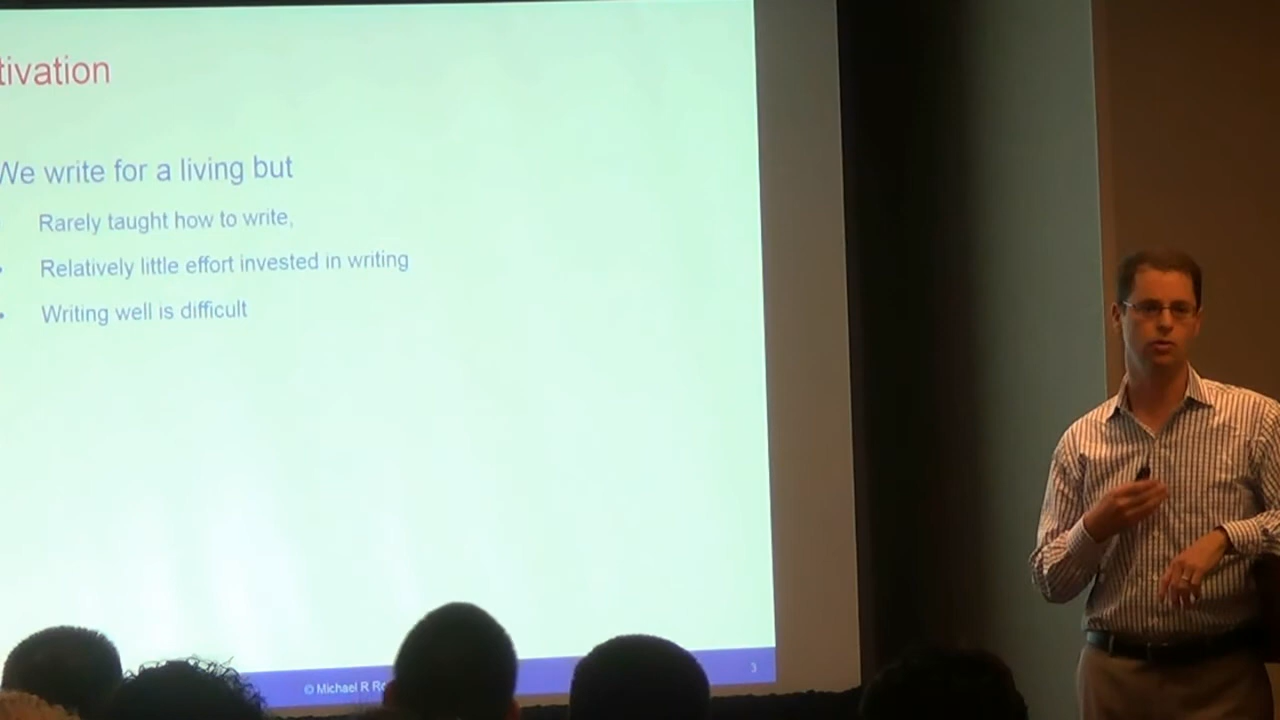 tivation
We write for a living but
Rarely taught how to write,
• Relatively little effort invested in writing
• Writing well is difficult
© Michael R
3